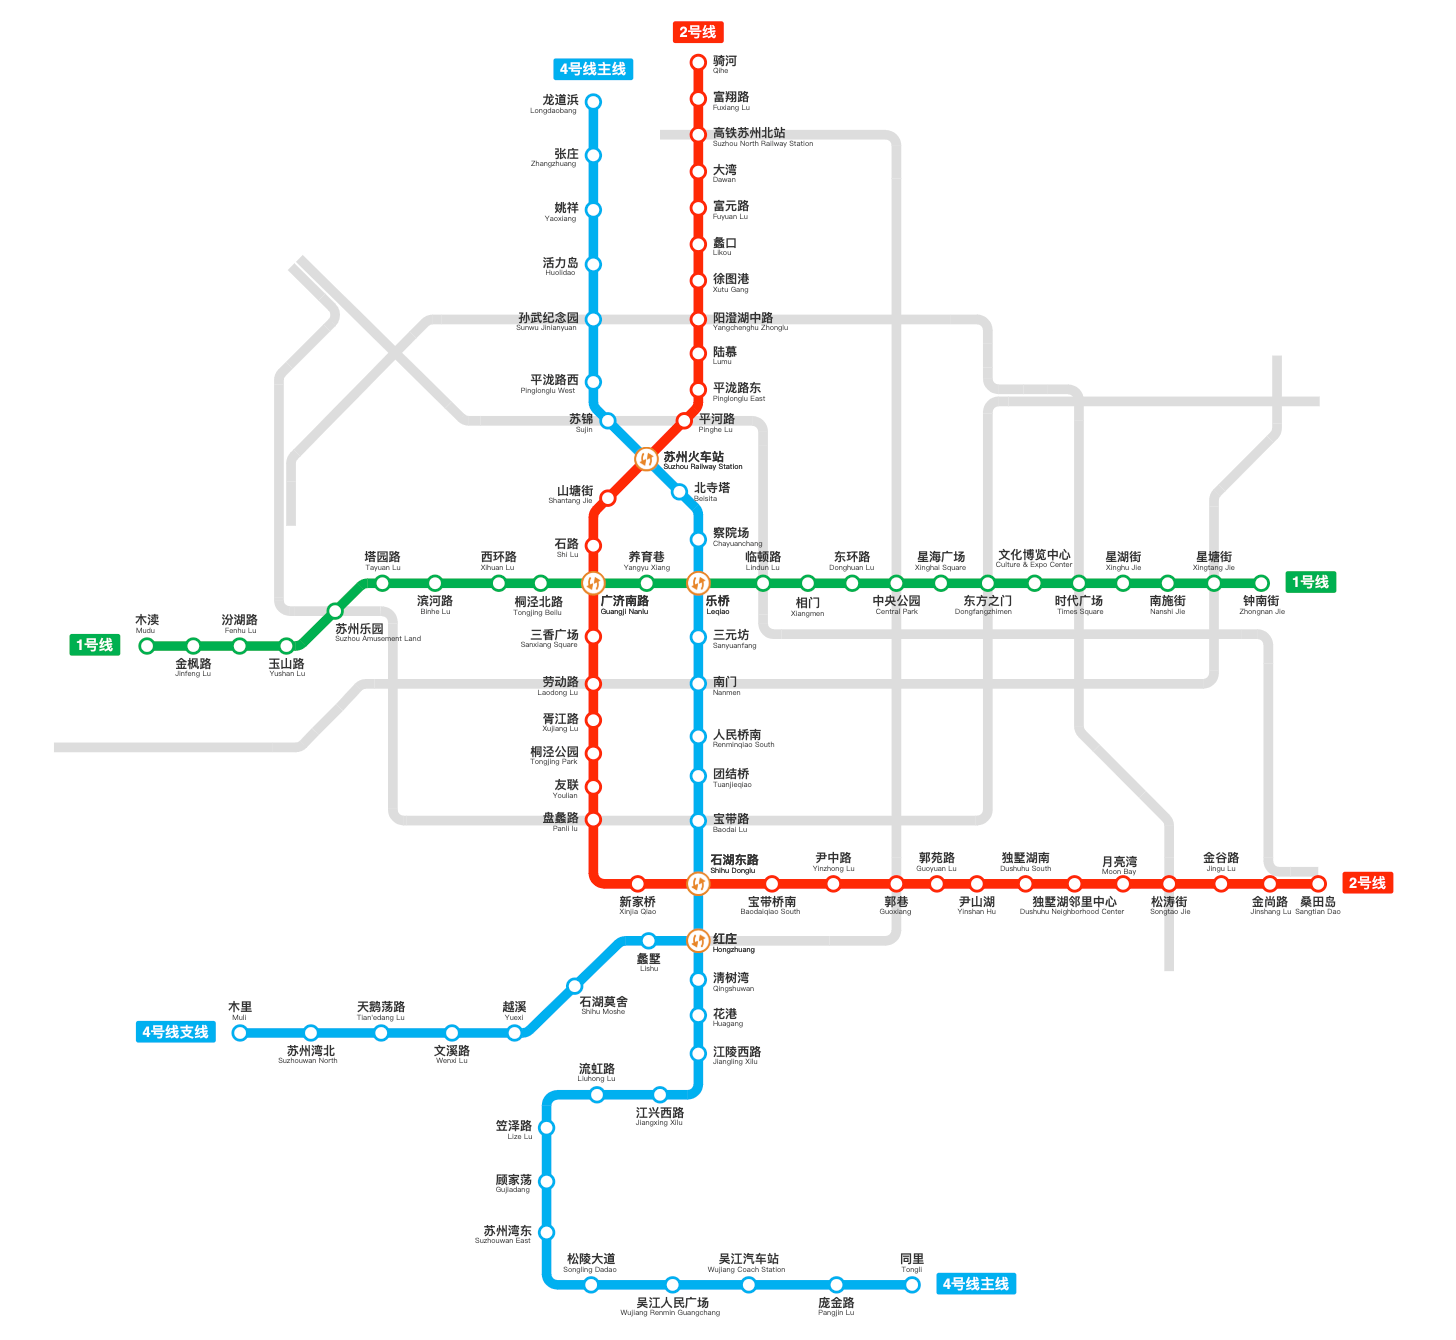 2号线
骑河
Qihe
4号线主线
富翔路
Fuxiang Lu
龙道浜
Longdaobang
高铁苏州北站
Suzhou North Railway Station
张庄
Zhangzhuang
大湾
Dawan
姚祥
Yaoxiang
富元路
Fuyuan Lu
蠡口
Likou
活力岛
Huolidao
徐图港
Xutu Gang
孙武纪念园
Sunwu Jinianyuan
阳澄湖中路
Yangchenghu Zhonglu
陆慕
Lumu
平泷路西
Pinglonglu West
平泷路东
Pinglonglu East
苏锦
Sujin
平河路
Pinghe Lu
苏州火车站
Suzhou Railway Station
山塘街
Shantang Jie
北寺塔
Beisita
察院场
Chayuanchang
石路
Shi Lu
塔园路
Tayuan Lu
西环路
Xihuan Lu
养育巷
Yangyu Xiang
临顿路
Lindun Lu
东环路
Donghuan Lu
星海广场
Xinghai Square
文化博览中心
Culture & Expo Center
星湖街
Xinghu Jie
星塘街
Xingtang Jie
1号线
滨河路
Binhe Lu
桐泾北路
Tongjing Beilu
广济南路
Guangji Nanlu
乐桥
Leqiao
相门
Xiangmen
中央公园
Central Park
东方之门
Dongfangzhimen
时代广场
Times Square
南施街
Nanshi Jie
钟南街
Zhongnan Jie
木渎
Mudu
汾湖路
Fenhu Lu
苏州乐园
Suzhou Amusement Land
1号线
金枫路
Jinfeng Lu
玉山路
Yushan Lu
三香广场
Sanxiang Square
三元坊
Sanyuanfang
劳动路
Laodong Lu
南门
Nanmen
胥江路
Xujiang Lu
人民桥南
Renminqiao South
桐泾公园
Tongjing Park
团结桥
Tuanjieqiao
友联
Youlian
盘蠡路
Panli lu
宝带路
Baodai Lu
石湖东路
Shihu Donglu
尹中路
Yinzhong Lu
郭苑路
Guoyuan Lu
独墅湖南
Dushuhu South
月亮湾
Moon Bay
金谷路
Jingu Lu
2号线
新家桥
Xinjia Qiao
宝带桥南
Baodaiqiao South
郭巷
Guoxiang
尹山湖
Yinshan Hu
独墅湖邻里中心
Dushuhu Neighborhood Center
松涛街
Songtao Jie
金尚路
Jinshang Lu
桑田岛
Sangtian Dao
红庄
Hongzhuang
蠡墅
Lishu
清树湾
Qingshuwan
石湖莫舍
Shihu Moshe
花港
Huagang
木里
Muli
天鹅荡路
Tian'edang Lu
越溪
Yuexi
4号线支线
苏州湾北
Suzhouwan North
文溪路
Wenxi Lu
江陵西路
Jiangling Xilu
流虹路
Liuhong Lu
江兴西路
Jiangxing Xilu
笠泽路
Lize Lu
顾家荡
Gujiadang
苏州湾东
Suzhouwan East
松陵大道
Songling Dadao
吴江汽车站
Wujiang Coach Station
同里
Tongli
4号线主线
吴江人民广场
Wujiang Renmin Guangchang
庞金路
Pangjin Lu